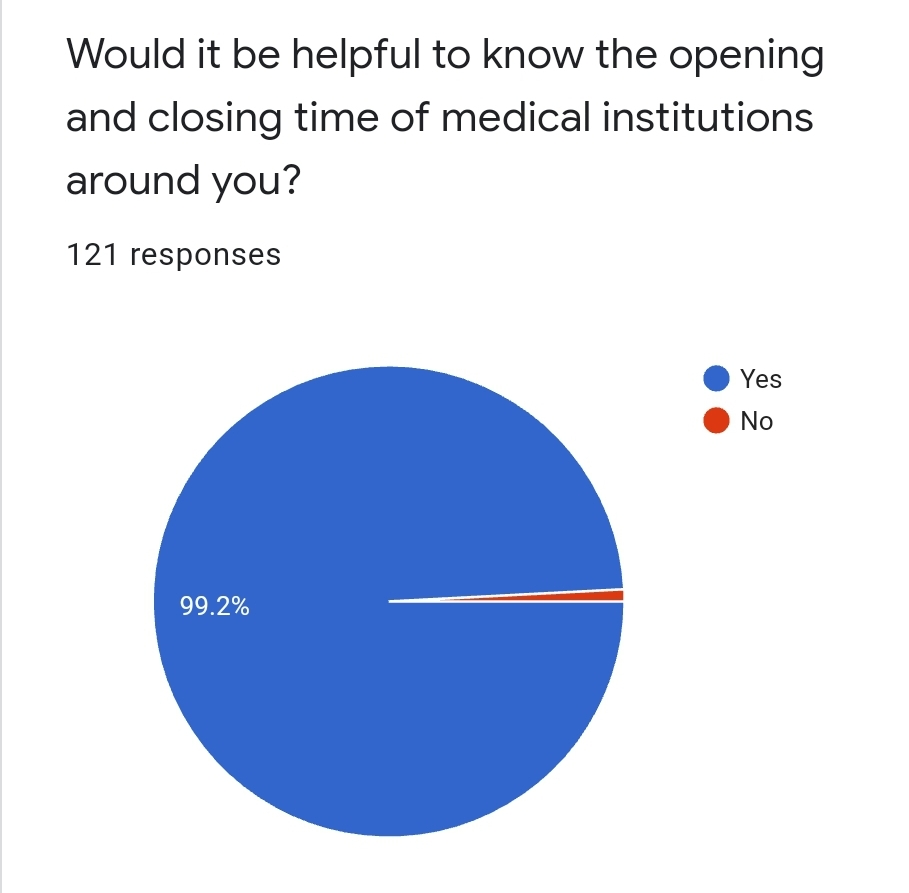 Would it be helpful to know the opening
and closing time of medical institutions
around you?
121 responses
Yes
No
99.2%